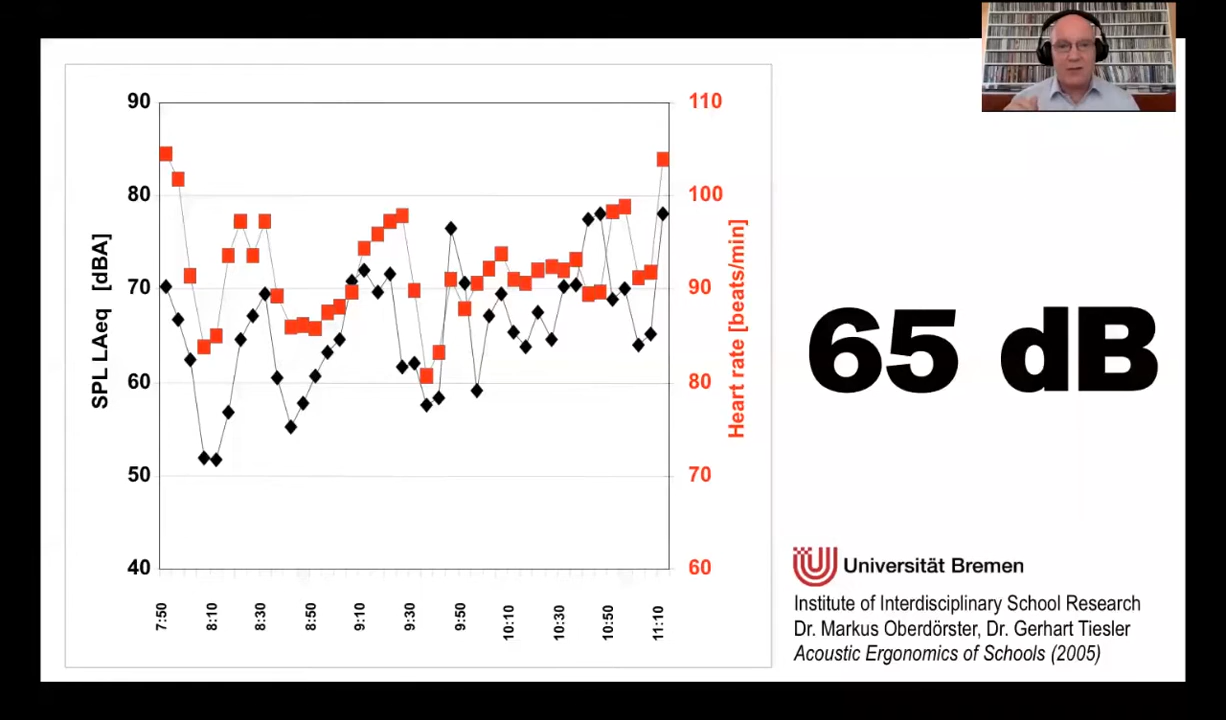 90
80
70
60
50
40
SPL LAeq [dBA]
110
100
90
80
70
60
Heart rate [beats/min]
7:50 8:10 8:30 8:50 9:10 9:30 9:50 10:10 10:30 10:50 11:10
65 dB
Universität Bremen
Institute of Interdisciplinary School Research
Dr. Markus Oberdörster, Dr. Gerhart Tiesler
Acoustic Ergonomics of Schools (2005)